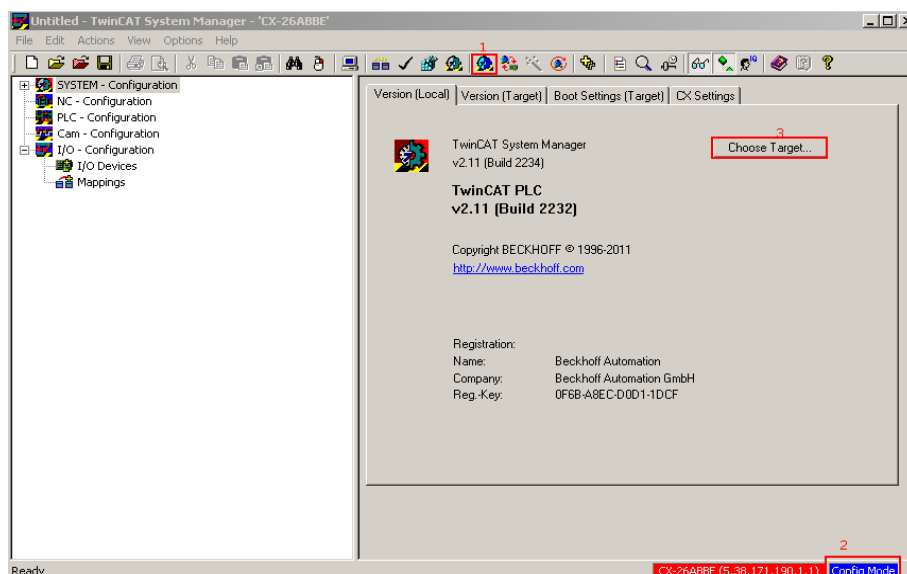 Untitled - TwinCAT System Manager - 'CX-26ABBE'
File Edit Actions View Options Help
1
SYSTEM - Configuration
NC - Configuration
PLC - Configuration
Cam - Configuration
I/O - Configuration
I/O Devices
Mappings
Version (Local) Version (Target) Boot Settings (Target) CX Settings
3
TwinCAT System Manager
Choose Target...
v2.11 (Build 2234)
TwinCAT PLC
v2.11 (Build 2232)
Copyright BECKHOFF © 1996-2011
http://www.beckhoff.com
Registration:
Name: Beckhoff Automation
Company: Beckhoff Automation GmbH
Reg.-Key: 0F6B-A8EC-D0D1-1DCF
2
Ready CX-26ABBE (5.38.171.190.1.1) Config Mode